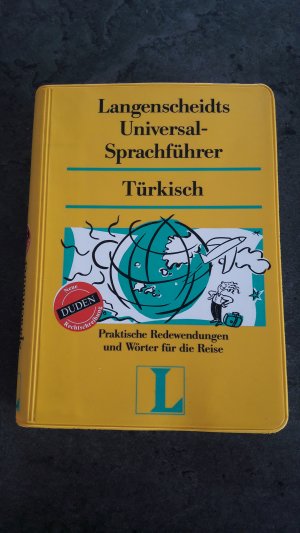 Langenscheidts
Universal-
Sprachführer
Türkisch
Neue
DUDEN
Rechtschreibung
Praktische Redewendungen
und Wörter für die Reise
L